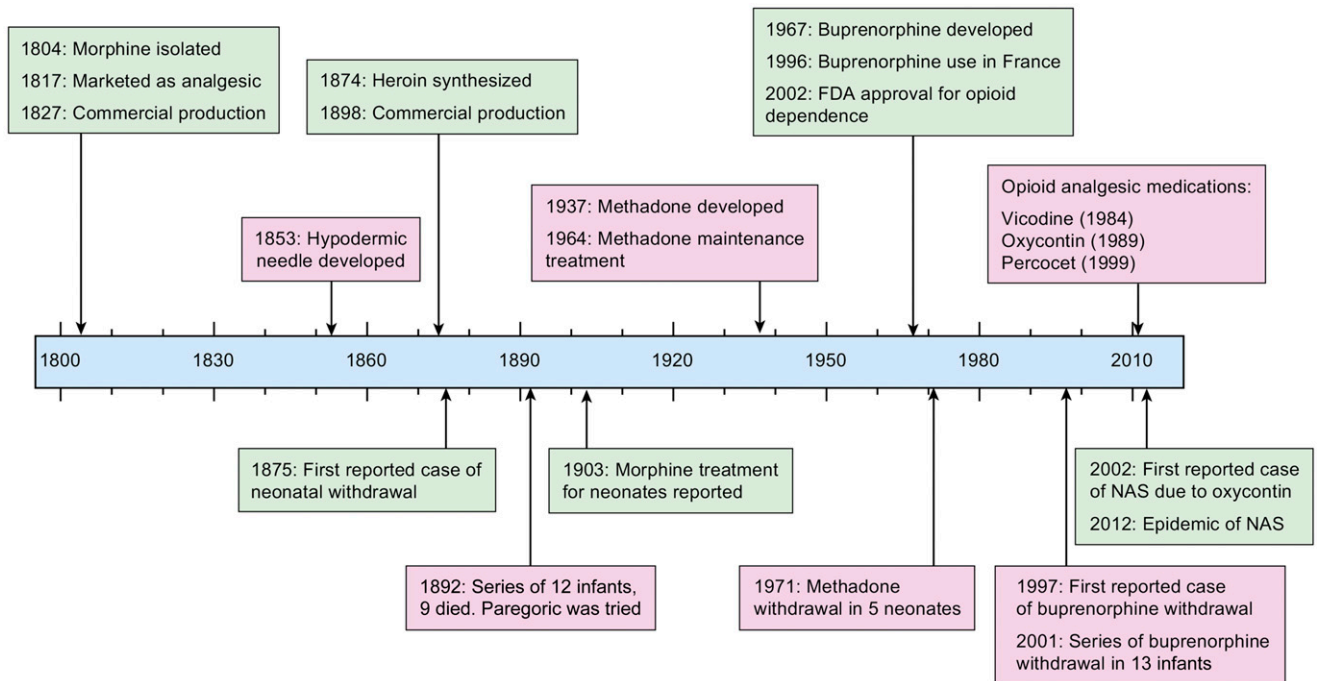 1804: Morphine isolated
1817: Marketed as analgesic
1827: Commercial production
1874: Heroin synthesized
1898: Commercial production
1967: Buprenorphine developed
1996: Buprenorphine use in France
2002: FDA approval for opioid
dependence
1853: Hypodermic
needle developed
1937: Methadone developed
1964: Methadone maintenance
treatment
Opioid analgesic medications:
Vicodine (1984)
Oxycontin (1989)
Percocet (1999)
1800 1830 1860 1890 1920 1950 1980 2010
1875: First reported case of
neonatal withdrawal
1903: Morphine treatment
for neonates reported
2002: First reported case
of NAS due to oxycontin
2012: Epidemic of NAS
1892: Series of 12 infants,
9 died. Paregoric was tried
1971: Methadone
withdrawal in 5 neonates
1997: First reported case
of buprenorphine withdrawal
2001: Series of buprenorphine
withdrawal in 13 infants